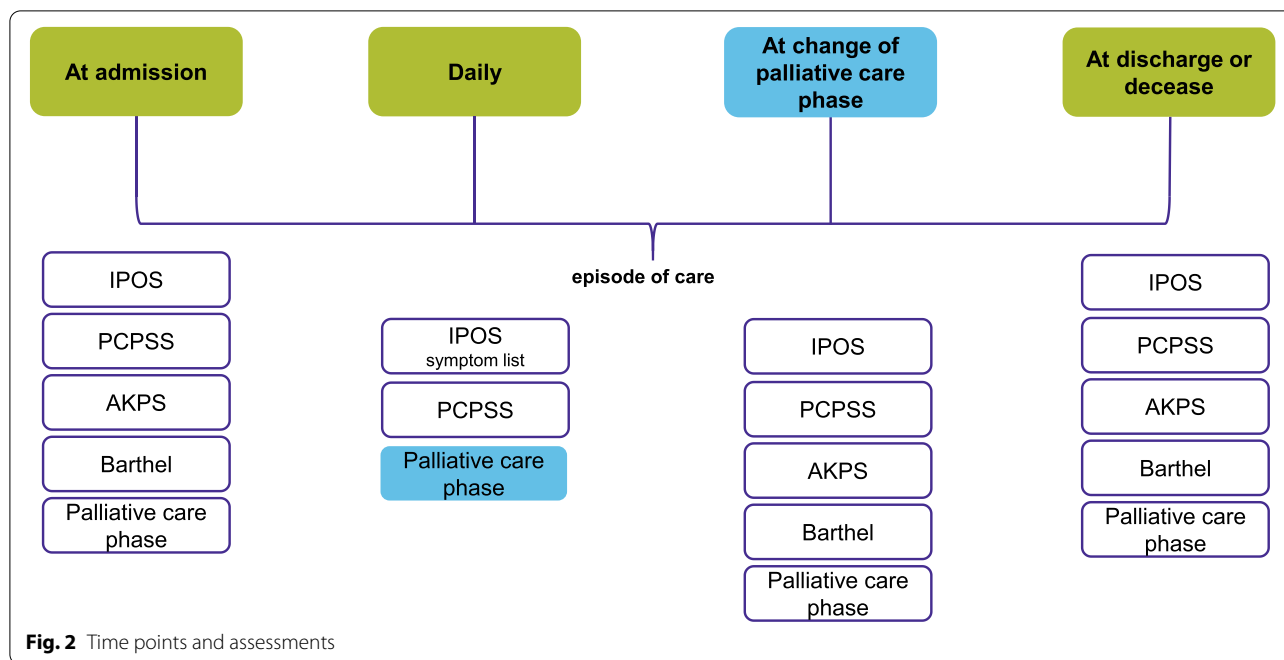 At admission
Daily
At change of
palliative care
phase
At discharge or
decease
episode of care
IPOS
PCPSS
AKPS
Barthel
Palliative care
phase
IPOS
symptom list
PCPSS
Palliative care
phase
IPOS
PCPSS
AKPS
Barthel
Palliative care
phase
IPOS
PCPSS
AKPS
Barthel
Palliative care
phase
Fig. 2 Time points and assessments